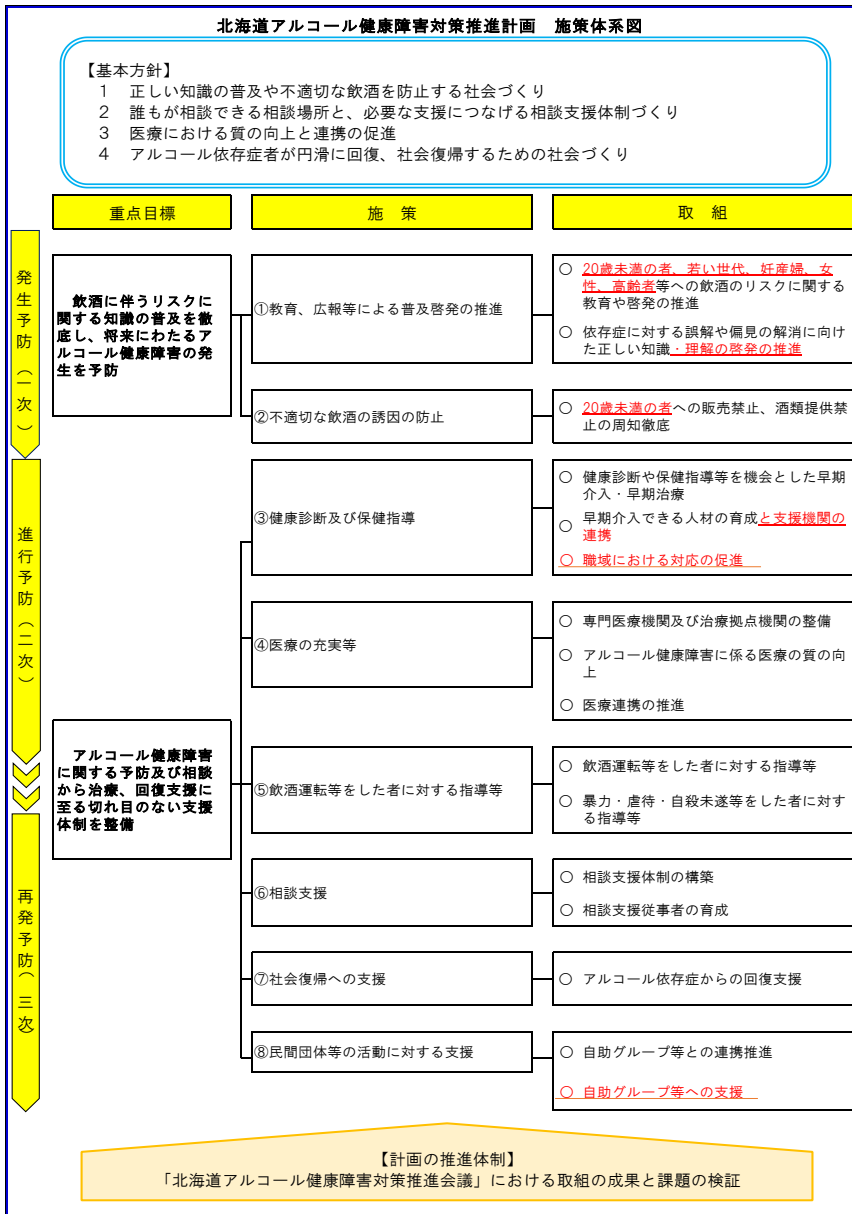 北海道アルコール健康障害対策推進計画　施策体系図
【基本方針】
１　正しい知識の普及や不適切な飲酒を防止する社会づくり
２　誰もが相談できる相談場所と、必要な支援につなげる相談支援体制づくり
３　医療における質の向上と連携の促進
４　アルコール依存症者が円滑に回復、社会復帰するための社会づくり
重点目標
施　策
取　組
発生予防（一次）
飲酒に伴うリスクに
関する知識の普及を徹
底し、将来にわたるア
ルコール健康障害の発
生を予防
①教育、広報等による普及啓発の推進
○ 20歳未満の者、若い世代、妊産婦、女
性、高齢者等への飲酒のリスクに関する
教育や啓発の推進
○ 依存症に対する誤解や偏見の解消に向け
た正しい知識・理解の啓発の推進
②不適切な飲酒の誘因の防止
○ 20歳未満の者への販売禁止、酒類提供禁
止の周知徹底
進行予防（二次）
③健康診断及び保健指導
○ 健康診断や保健指導等を機会とした早期
介入・早期治療
○ 早期介入できる人材の育成と支援機関の
連携
○ 職域における対応の促進
④医療の充実等
○ 専門医療機関及び治療拠点機関の整備
○ アルコール健康障害に係る医療の質の向
上
○ 医療連携の推進
アルコール健康障害
に関する予防及び相談
から治療、回復支援に
至る切れ目のない支援
体制を整備
⑤飲酒運転等をした者に対する指導等
○ 飲酒運転等をした者に対する指導等
○ 暴力・虐待・自殺未遂等をした者に対す
る指導等
再発予防（三次）
⑥相談支援
○ 相談支援体制の構築
○ 相談支援従事者の育成
⑦社会復帰への支援
○ アルコール依存症からの回復支援
⑧民間団体等の活動に対する支援
○ 自助グループ等との連携推進
○ 自助グループ等への支援
【計画の推進体制】
「北海道アルコール健康障害対策推進会議」における取組の成果と課題の検証